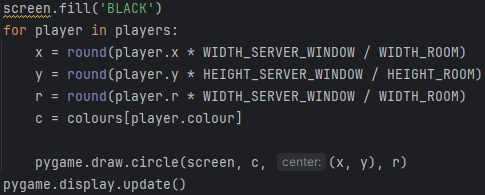 screen.fill('BLACK')
for player in players:
    x = round(player.x * WIDTH_SERVER_WINDOW / WIDTH_ROOM)
    y = round(player.y * HEIGHT_SERVER_WINDOW / HEIGHT_ROOM)
    r = round(player.r * WIDTH_SERVER_WINDOW / WIDTH_ROOM)
    c = colours[player.colour]
    pygame.draw.circle(screen, c, center: (x, y), r)
pygame.display.update()